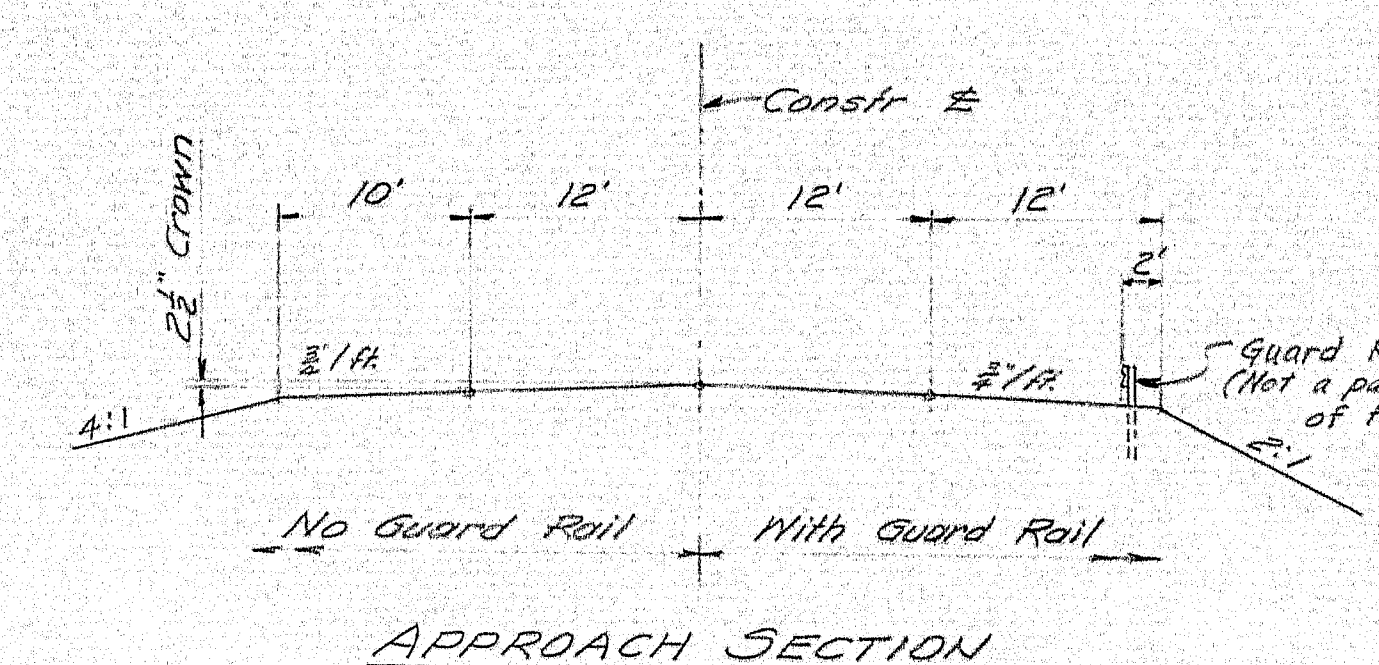 Constr ℄
10' 12' 12' 12'
2'
2½" Crown
¾"/ft.
¾"/ft.
Guard
(Not a
of
4:1
2:1
No Guard Rail
With Guard Rail
APPROACH SECTION